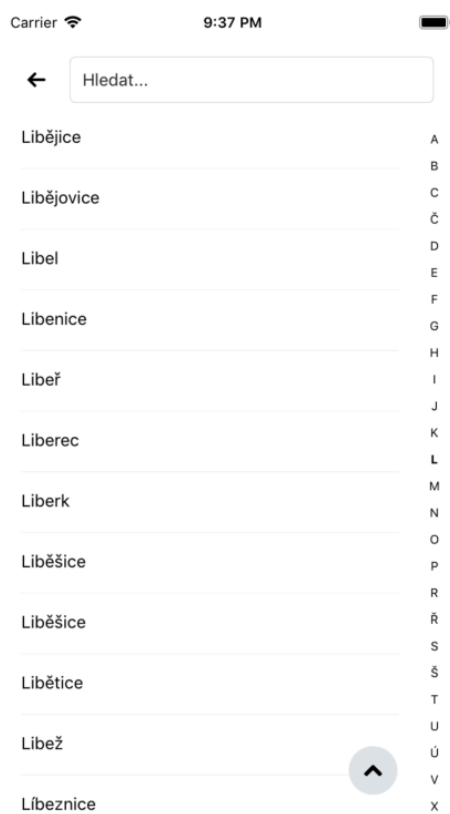 Carrier 9:37 PM
Hledat...
Libějice
Libějovice
Libel
Libenice
Libeř
Liberec
Liberk
Liběšice
Liběšice
Libětice
Libež
Líbeznice
A
B
C
Č
D
E
F
G
H
I
J
K
L
M
N
O
P
R
Ř
S
Š
T
U
Ú
V
X